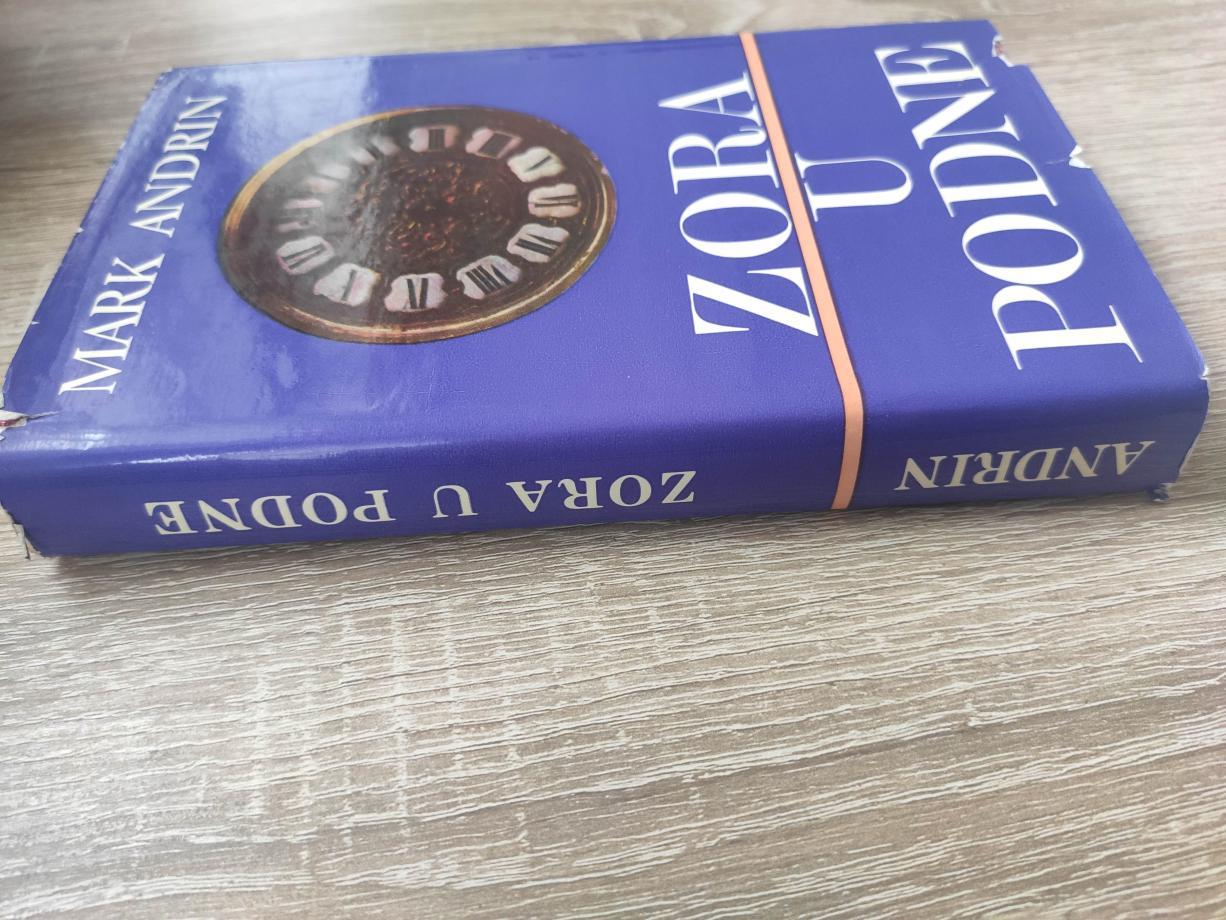 MARK ANDRIN
ZORA
U
PODNE
ANDRIN
ZORA U PODNE